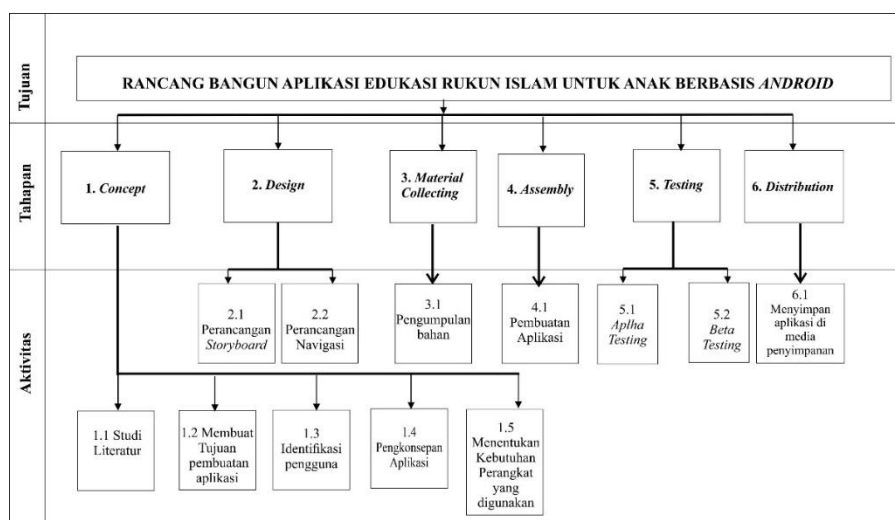 Tujuan
RANCANG BANGUN APLIKASI EDUKASI RUKUN ISLAM UNTUK ANAK BERBASIS ANDROID
Tahapan
1. Concept
2. Design
3. Material
Collecting
4. Assembly
5. Testing
6. Distribution
Aktivitas
2.1
Perancangan
Storyboard
2.2
Perancangan
Navigasi
3.1
Pengumpulan
bahan
4.1
Pembuatan
Aplikasi
5.1
Aplha
Testing
5.2
Beta
Testing
6.1
Menyimpan
aplikasi di
media
penyimpanan
1.1 Studi
Literatur
1.2 Membuat
Tujuan
pembuatan
aplikasi
1.3
Identifikasi
pengguna
1.4
Pengkonsepan
Aplikasi
1.5
Menentukan
Kebutuhan
Perangkat
yang
digunakan